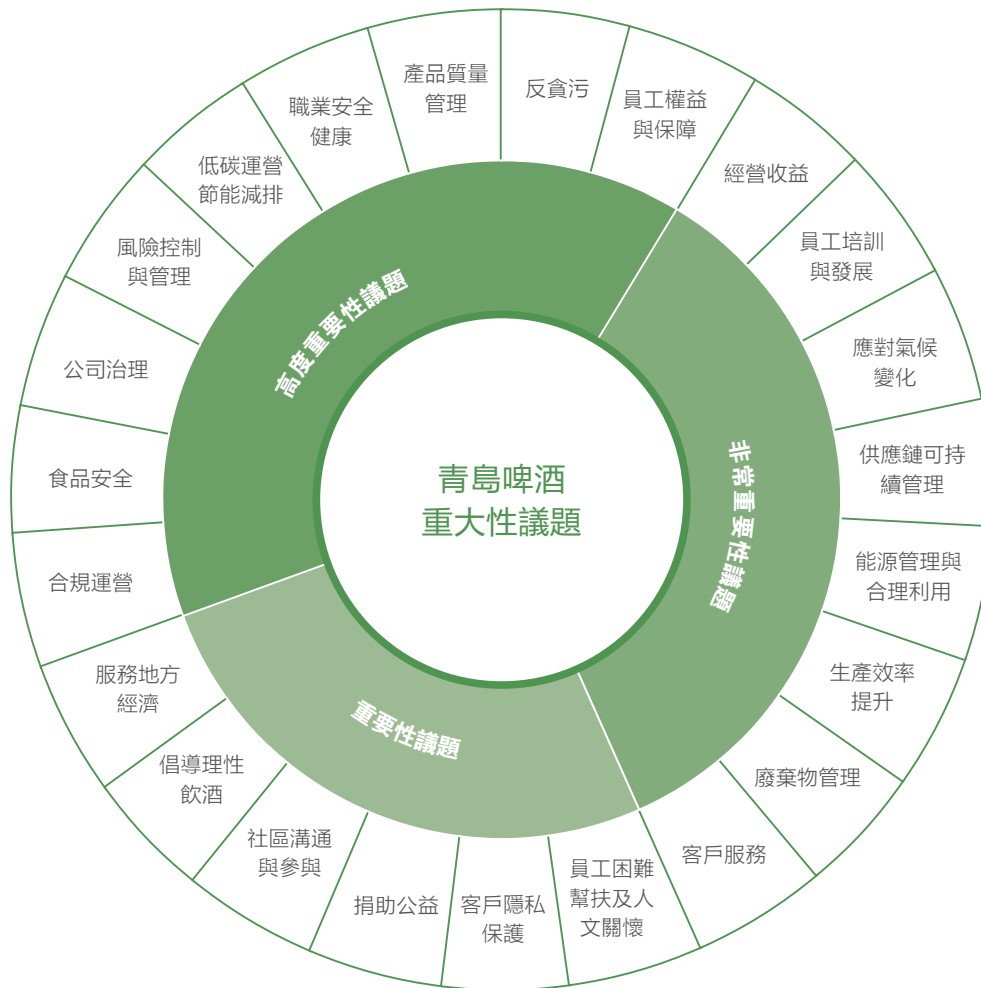 青島啤酒
重大性議題
高度重要性議題
非常重要性議題
重要性議題
反貪污
員工權益
與保障
經營收益
員工培訓
與發展
應對氣候
變化
供應鏈可持
續管理
能源管理與
合理利用
生產效率
提升
廢棄物管理
客戶服務
員工困難
幫扶及人
文關懷
客戶隱私
保護
捐助公益
社區溝通
與參與
倡導理性
飲酒
服務地方
經濟
合規運營
食品安全
公司治理
風險控制
與管理
低碳運營
節能減排
職業安全
健康
產品質量
管理